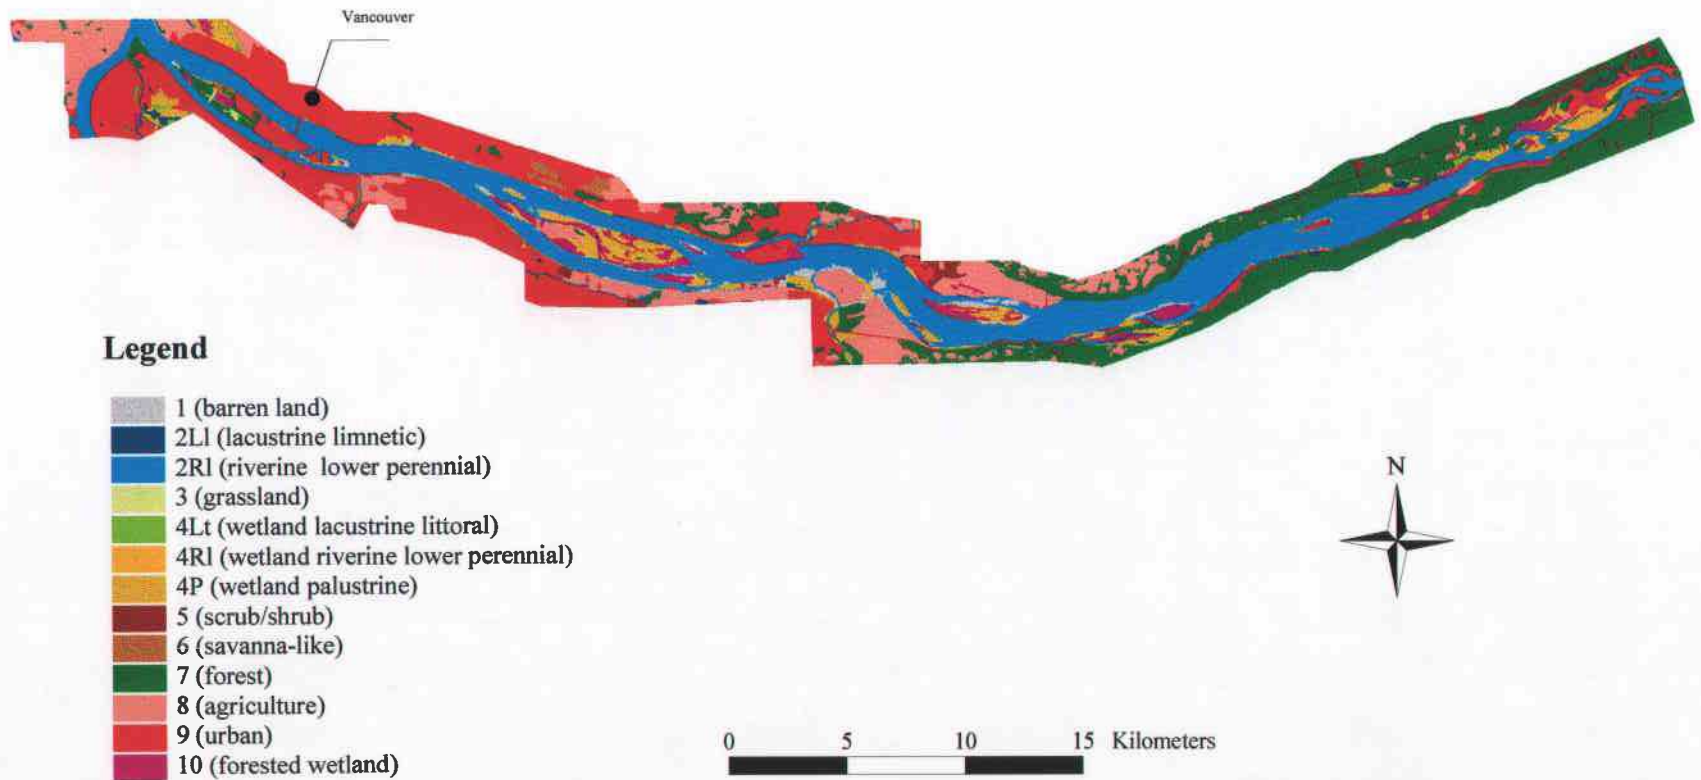 Vancouver
Legend
1 (barren land)
2Ll (lacustrine limnetic)
2Rl (riverine lower perennial)
3 (grassland)
4Lt (wetland lacustrine littoral)
4Rl (wetland riverine lower perennial)
4P (wetland palustrine)
5 (scrub/shrub)
6 (savanna-like)
7 (forest)
8 (agriculture)
9 (urban)
10 (forested wetland)
N
0 5 10 15 Kilometers